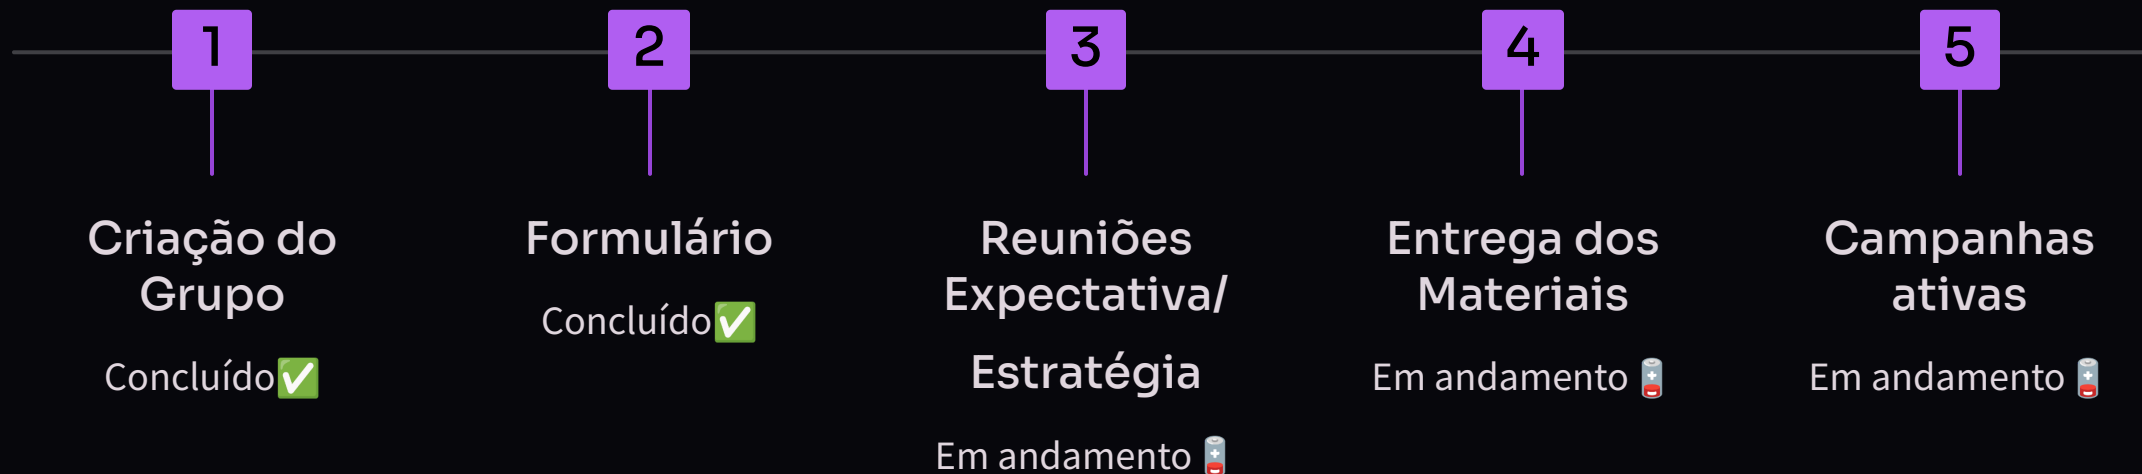 1
2
3
4
5
Criação do
Grupo
Concluído✅
Formulário
Concluído✅
Reuniões
Expectativa/
Estratégia
Em andamento 🪫
Entrega dos
Materiais
Em andamento 🪫
Campanhas
ativas
Em andamento 🪫